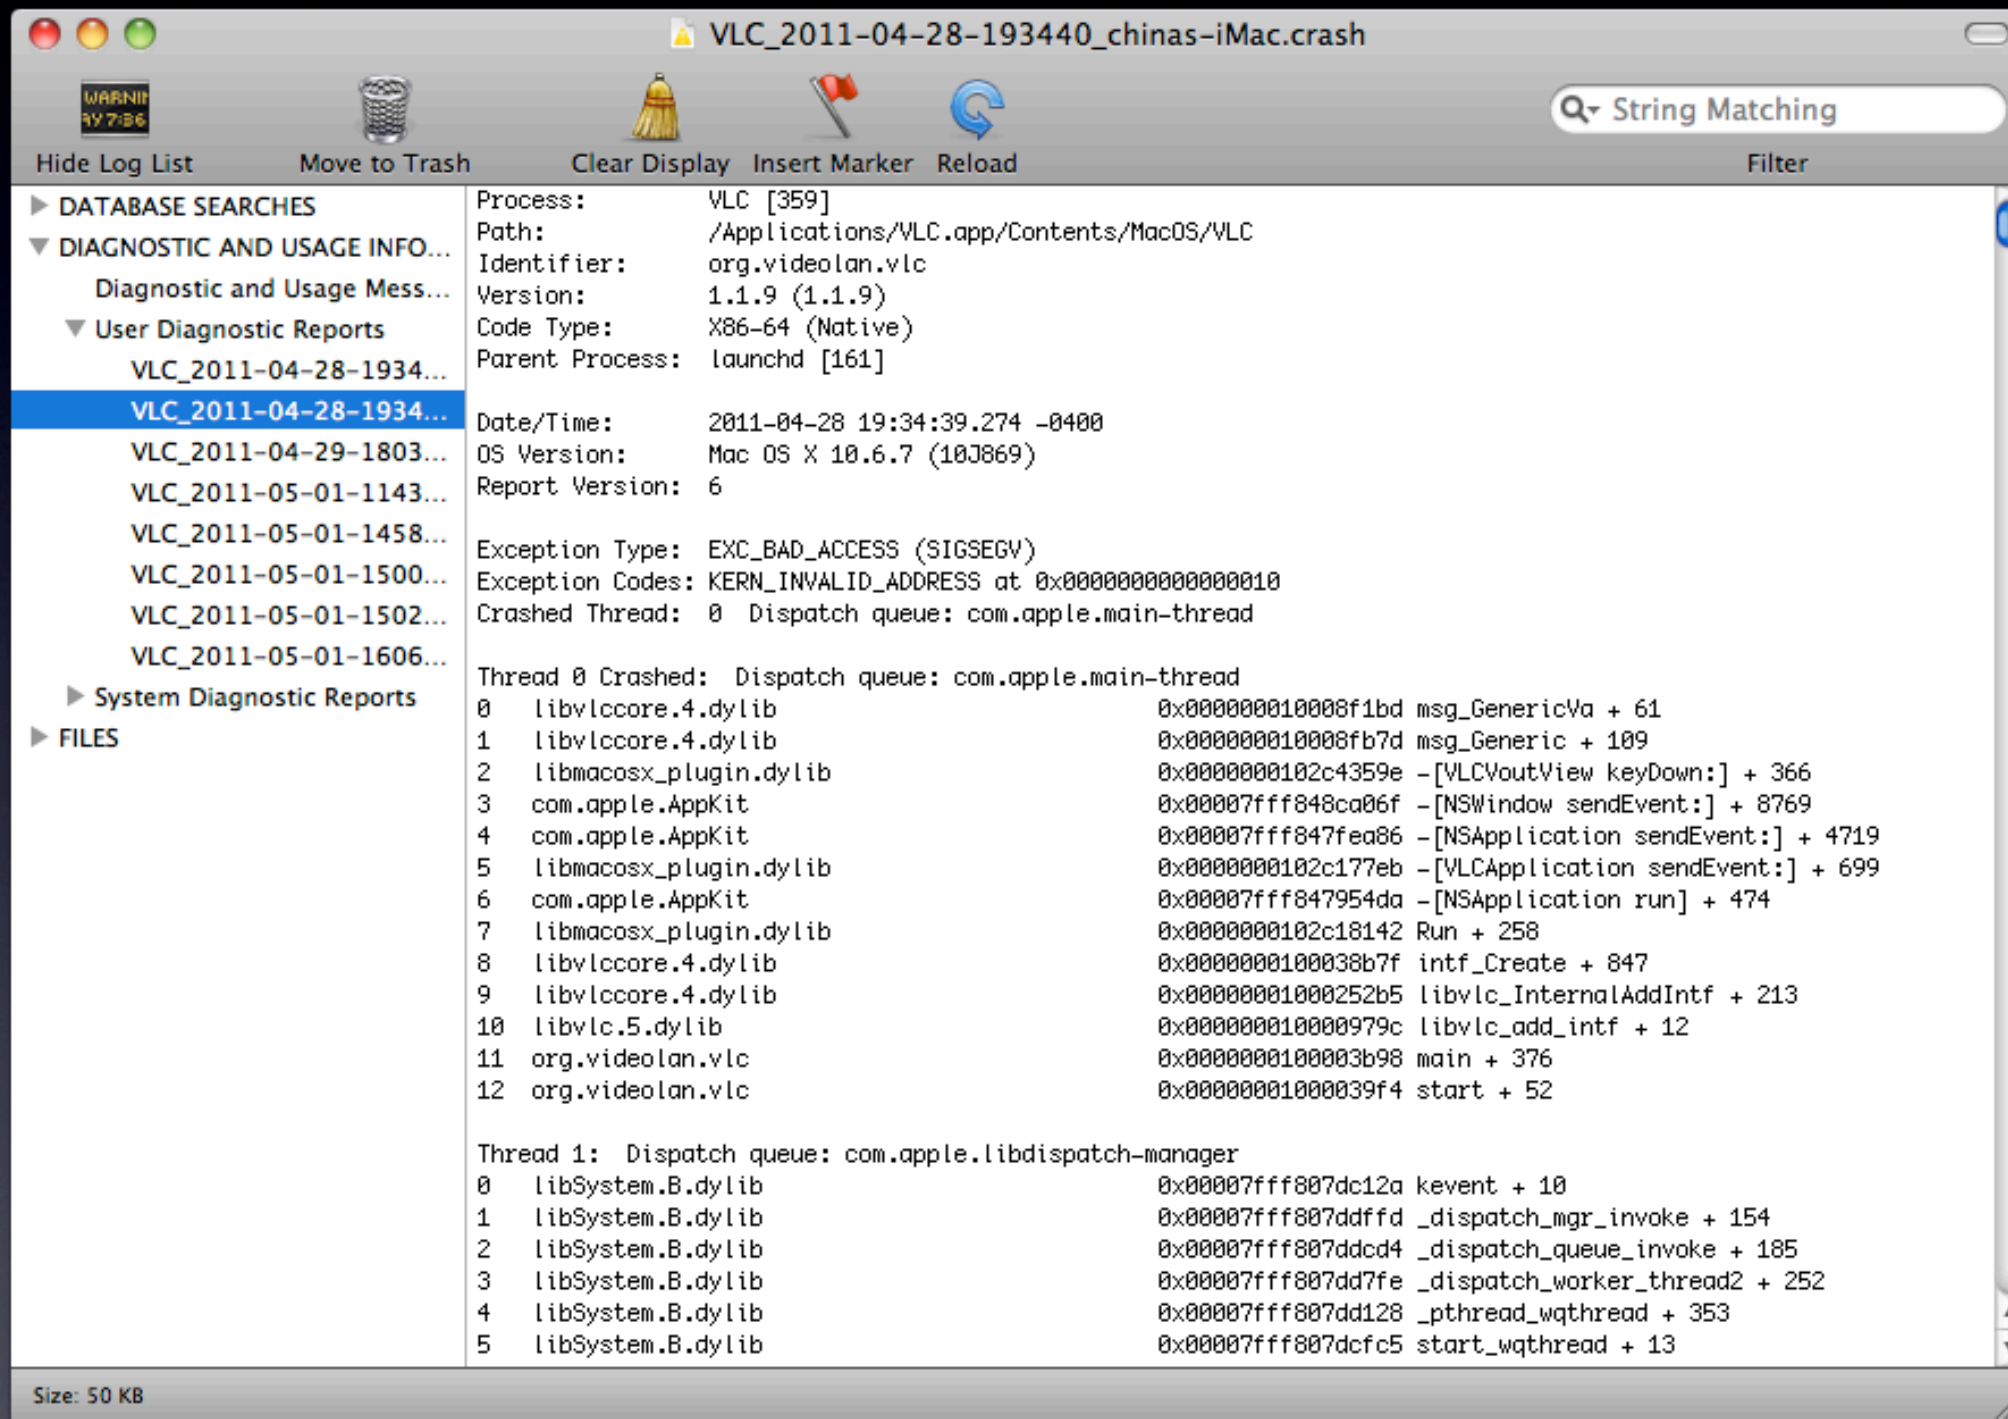 VLC_2011-04-28-193440_chinas-iMac.crash
WARNIN
AY 7:36
String Matching
Hide Log List Move to Trash Clear Display Insert Marker Reload Filter
DATABASE SEARCHES
DIAGNOSTIC AND USAGE INFO...
Diagnostic and Usage Mess...
User Diagnostic Reports
VLC_2011-04-28-1934...
VLC_2011-04-28-1934...
VLC_2011-04-29-1803...
VLC_2011-05-01-1143...
VLC_2011-05-01-1458...
VLC_2011-05-01-1500...
VLC_2011-05-01-1502...
VLC_2011-05-01-1606...
System Diagnostic Reports
FILES
Process: VLC [359]
Path: /Applications/VLC.app/Contents/MacOS/VLC
Identifier: org.videolan.vlc
Version: 1.1.9 (1.1.9)
Code Type: X86-64 (Native)
Parent Process: launchd [161]
Date/Time: 2011-04-28 19:34:39.274 -0400
OS Version: Mac OS X 10.6.7 (10J869)
Report Version: 6
Exception Type: EXC_BAD_ACCESS (SIGSEGV)
Exception Codes: KERN_INVALID_ADDRESS at 0x0000000000000010
Crashed Thread: 0 Dispatch queue: com.apple.main-thread
Thread 0 Crashed: Dispatch queue: com.apple.main-thread
0 libvlccore.4.dylib 0x000000010008f1bd msg_GenericVa + 61
1 libvlccore.4.dylib 0x000000010008fb7d msg_Generic + 109
2 libmacosx_plugin.dylib 0x0000000102c4359e -[VLCVoutView keyDown:] + 366
3 com.apple.AppKit 0x00007fff848ca06f -[NSWindow sendEvent:] + 8769
4 com.apple.AppKit 0x00007fff847fea86 -[NSApplication sendEvent:] + 4719
5 libmacosx_plugin.dylib 0x0000000102c177eb -[VLCApplication sendEvent:] + 699
6 com.apple.AppKit 0x00007fff847954da -[NSApplication run] + 474
7 libmacosx_plugin.dylib 0x0000000102c18142 Run + 258
8 libvlccore.4.dylib 0x0000000100038b7f intf_Create + 847
9 libvlccore.4.dylib 0x00000001000252b5 libvlc_InternalAddIntf + 213
10 libvlc.5.dylib 0x000000010000979c libvlc_add_intf + 12
11 org.videolan.vlc 0x0000000100003b98 main + 376
12 org.videolan.vlc 0x00000001000039f4 start + 52
Thread 1: Dispatch queue: com.apple.libdispatch-manager
0 libSystem.B.dylib 0x00007fff807dc12a kevent + 10
1 libSystem.B.dylib 0x00007fff807ddffd _dispatch_mgr_invoke + 154
2 libSystem.B.dylib 0x00007fff807ddcd4 _dispatch_queue_invoke + 185
3 libSystem.B.dylib 0x00007fff807dd7fe _dispatch_worker_thread2 + 252
4 libSystem.B.dylib 0x00007fff807dd128 _pthread_wqthread + 353
5 libSystem.B.dylib 0x00007fff807dcfc5 start_wqthread + 13
Size: 50 KB